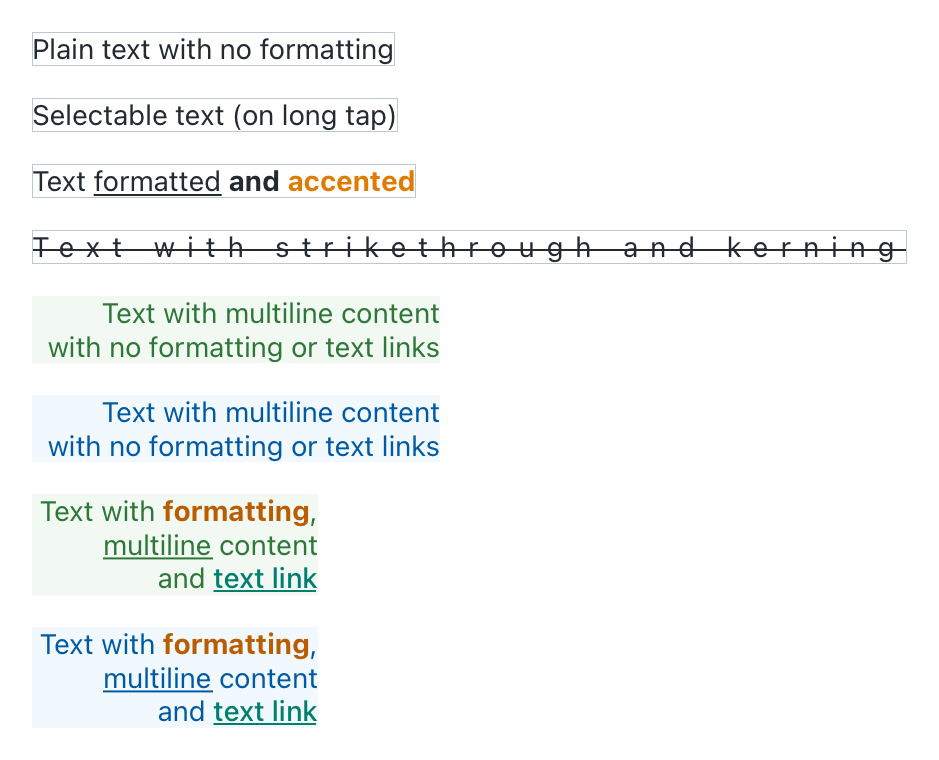 Plain text with no formatting
Selectable text (on long tap)
Text formatted and accented
Text with strikethrough and kerning
Text with multiline content
with no formatting or text links
Text with multiline content
with no formatting or text links
Text with formatting,
multiline content
and text link
Text with formatting,
multiline content
and text link